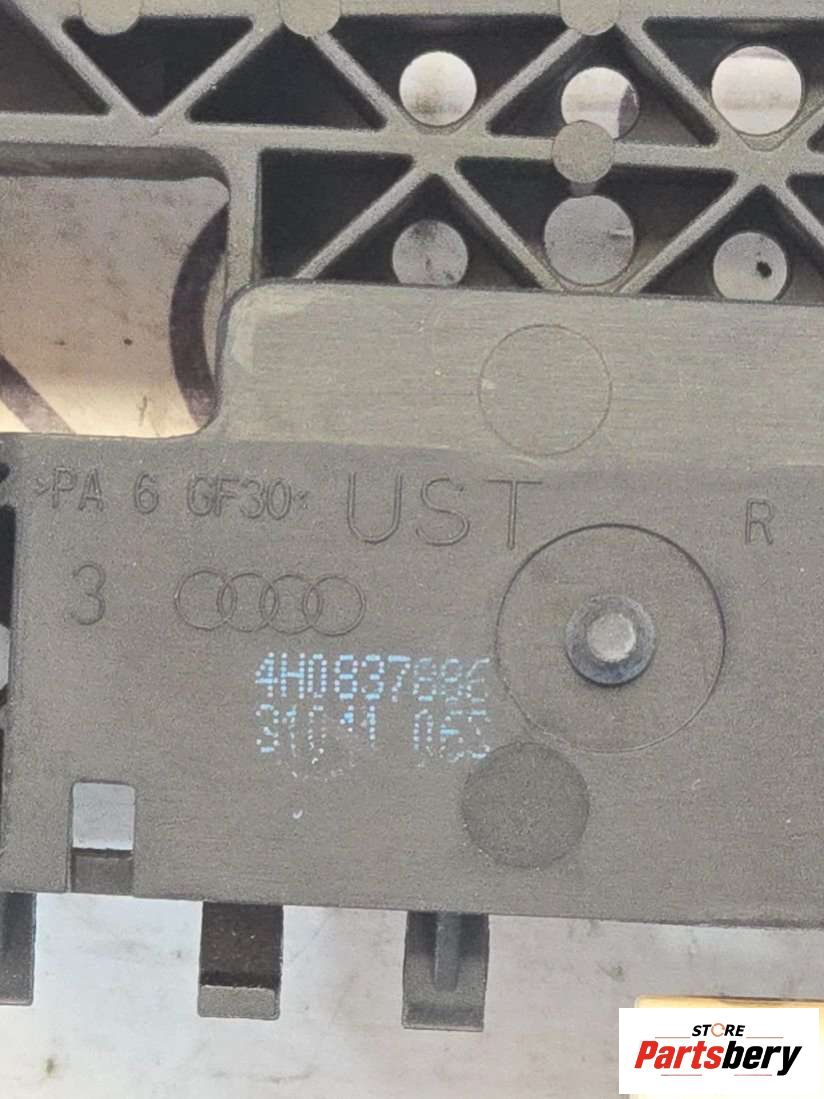 >PA 6 GF30< UST
R
3
4H0837886
STORE
Partsbery